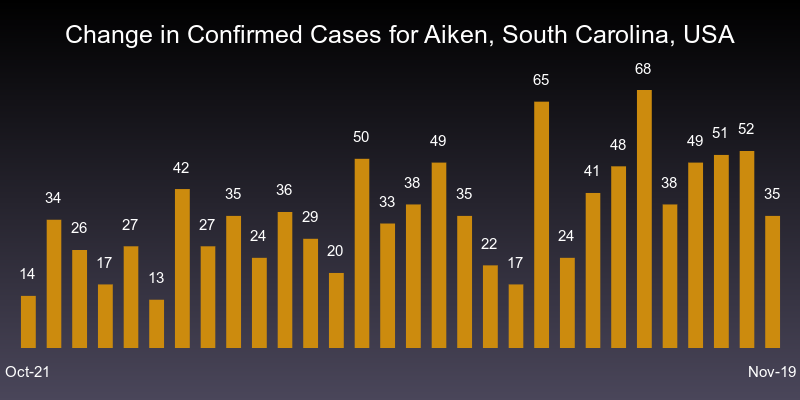 Change in Confirmed Cases for Aiken, South Carolina, USA
14 34 26 17 27 13 42 27 35 24 36 29 20 50 33 38 49 35 22 17 65 24 41 48 68 38 49 51 52 35
Oct-21 Nov-19